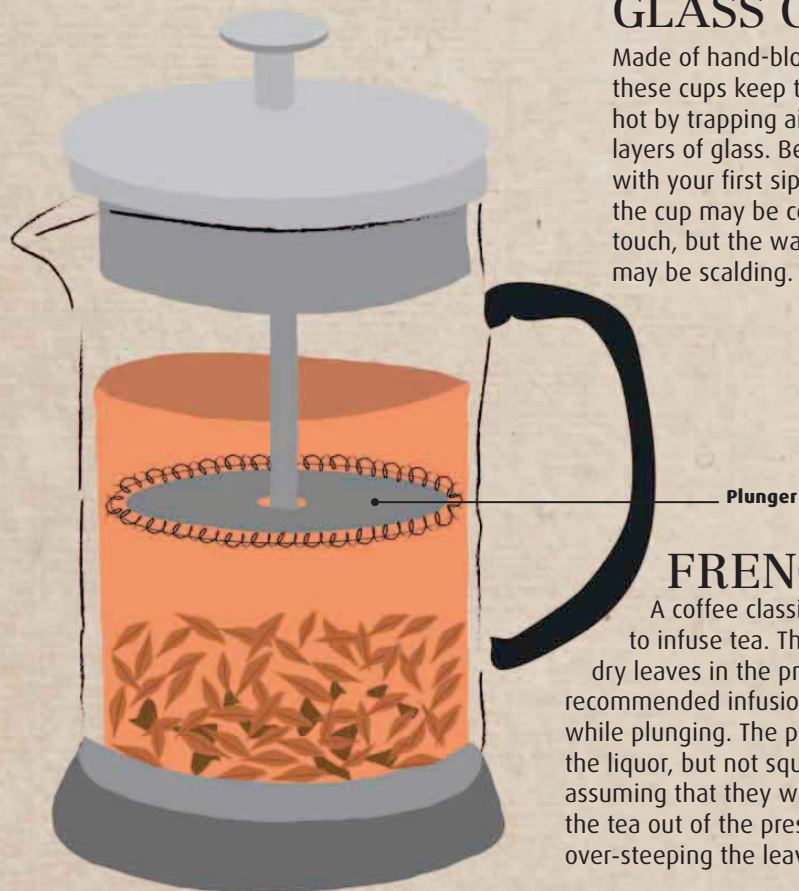 GLASS
Made of hand-blo
these cups keep t
hot by trapping ai
layers of glass. Be
with your first sip
the cup may be co
touch, but the wa
may be scalding.
Plunger
FREN
A coffee classi
to infuse tea. Th
dry leaves in the pr
recommended infusio
while plunging. The p
the liquor, but not squ
assuming that they w
the tea out of the pres
over-steeping the leav